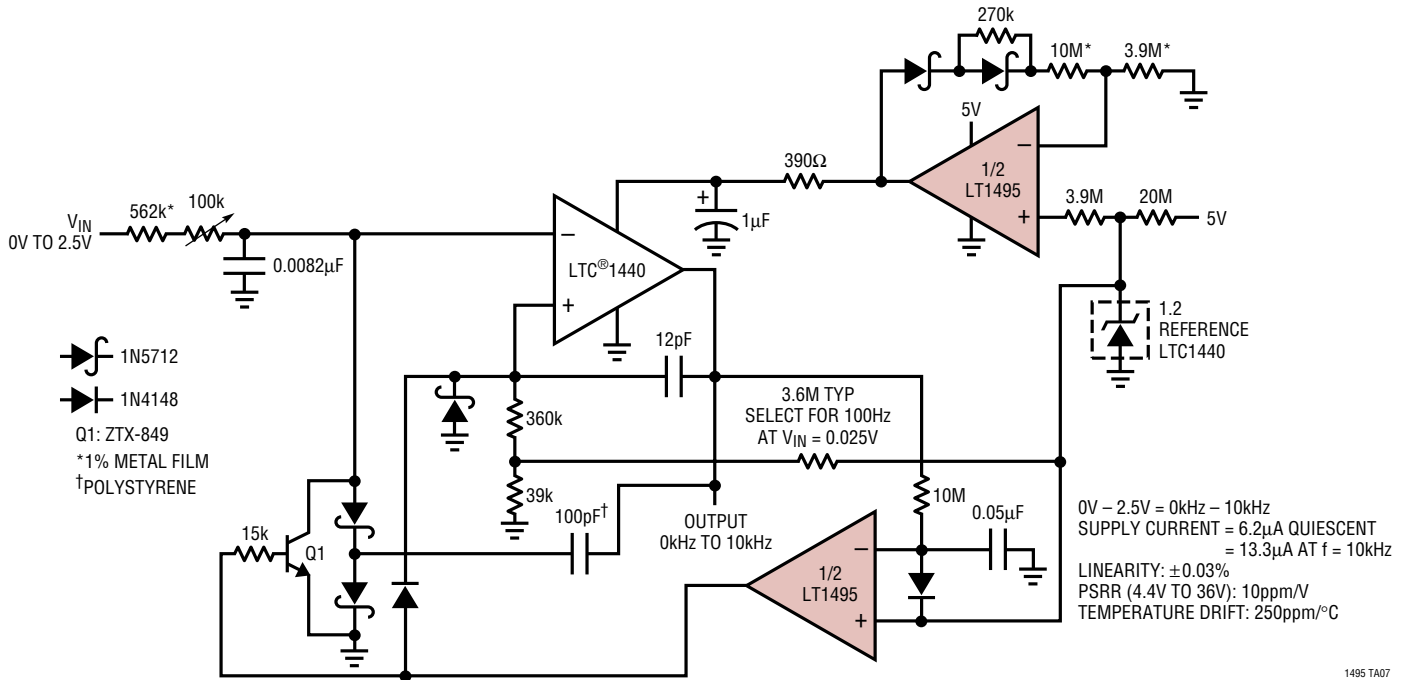 270k
10M*
3.9M*
5V
390Ω
1/2
LT1495
–
+
3.9M
20M
5V
+
1µF
VIN
0V TO 2.5V
562k*
100k
0.0082µF
–
LTC®1440
+
1.2
REFERENCE
LTC1440
12pF
1N5712
1N4148
Q1: ZTX-849
*1% METAL FILM
†POLYSTYRENE
360k
39k
3.6M TYP
SELECT FOR 100Hz
AT VIN = 0.025V
10M
0.05µF
100pF†
OUTPUT
0kHz TO 10kHz
15k
Q1
1/2
LT1495
–
+
0V – 2.5V = 0kHz – 10kHz
SUPPLY CURRENT = 6.2µA QUIESCENT
= 13.3µA AT f = 10kHz
LINEARITY: ±0.03%
PSRR (4.4V TO 36V): 10ppm/V
TEMPERATURE DRIFT: 250ppm/°C
1495 TA07